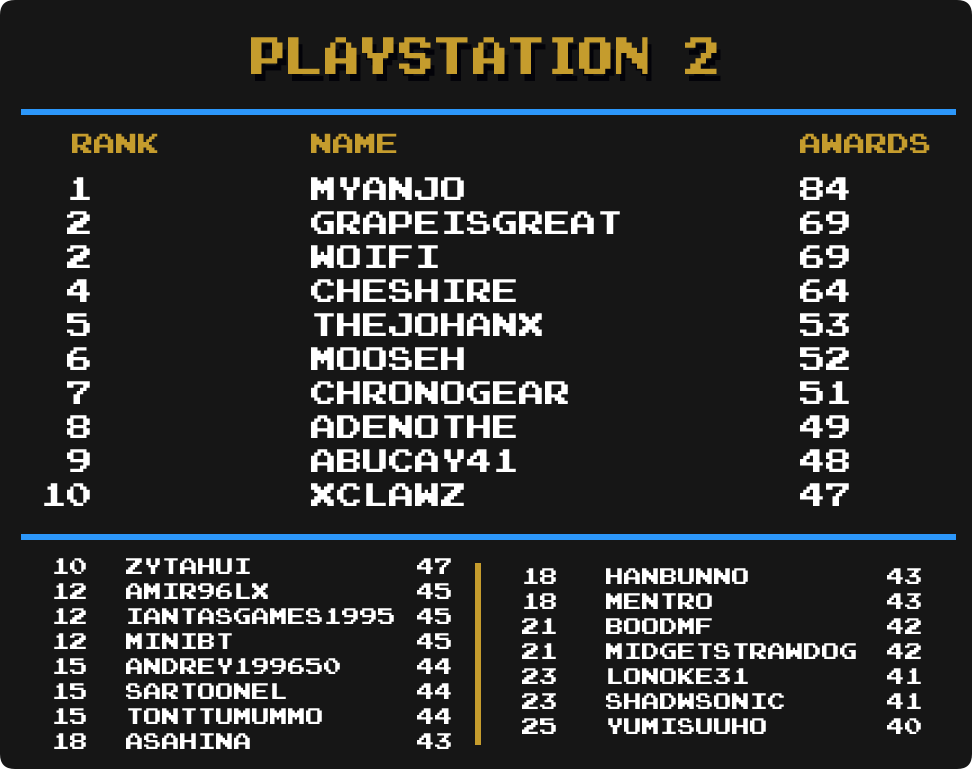 PLAYSTATION 2
RANK NAME AWARDS
1 MYANJO 84
2 GRAPEISGREAT 69
2 WOIFI 69
4 CHESHIRE 64
5 THEJOHANX 53
6 MOOSEH 52
7 CHRONOGEAR 51
8 ADENOTHE 49
9 ABUCAY41 48
10 XCLAWZ 47
10 ZYTAHUI 47
12 AMIR96LX 45
12 IANTASGAMES1995 45
12 MINIBT 45
15 ANDREY199650 44
15 SARTOONEL 44
15 TONTTUMUMMO 44
18 ASAHINA 43
18 HANBUNNO 43
18 MENTRO 43
21 BOODMF 42
21 MIDGETSTRAWDOG 42
23 LONOKE31 41
23 SHADWSONIC 41
25 YUMISUUHO 40